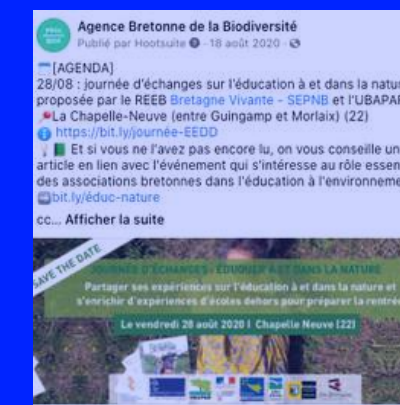 Agence Bretonne de la Biodiversité
Publié par Hootsuite · 18 août 2020 ·
[AGENDA]
28/08 : journée d'échanges sur l'éducation à et dans la natur
proposée par le REEB Bretagne Vivante - SEPNB et l'UBAPAR
La Chapelle-Neuve (entre Guingamp et Morlaix) (22)
https://bit.ly/journée-EEDD
Et si vous ne l'avez pas encore lu, on vous conseille un
article en lien avec l'événement qui s'intéresse au rôle essen
des associations bretonnes dans l'éducation à l'environneme
bit.ly/éduc-nature
cc... Afficher la suite
SAVE THE DATE
JOURNÉE D'ÉCHANGES : ÉDUQUER À ET DANS LA NATURE
Partager ses expériences sur l'éducation à et dans la nature et
s'enrichir d'expériences d'écoles dehors pour préparer la rentrée
Le vendredi 28 août 2020 I Chapelle Neuve (22)